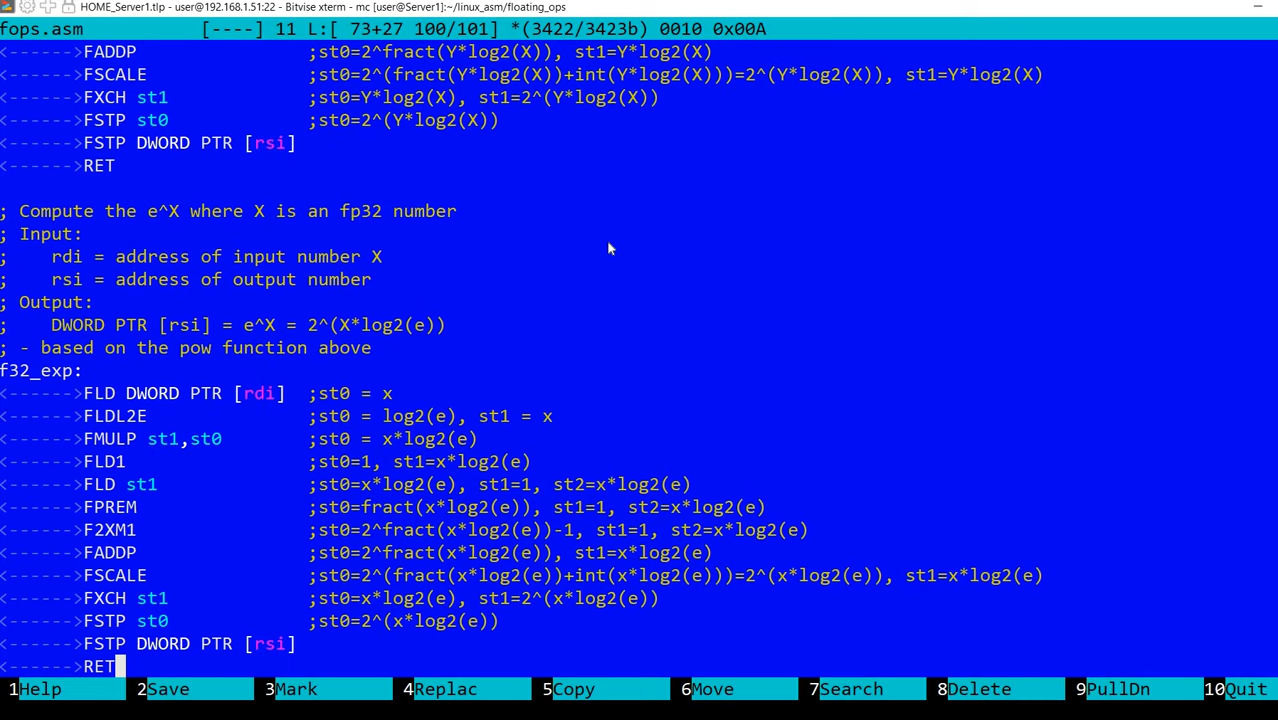 HOME_Server1.tlp - user@192.168.1.51:22 - Bitvise xterm - mc [user@Server1]:~/linux_asm/floating_ops
fops.asm [----] 11 L:[ 73+27 100/101] *(3422/3423b) 0010 0x00A
<------>FADDP ;st0=2^fract(Y*log2(X)), st1=Y*log2(X)
<------>FSCALE ;st0=2^(fract(Y*log2(X))+int(Y*log2(X)))=2^(Y*log2(X)), st1=Y*log2(X)
<------>FXCH st1 ;st0=Y*log2(X), st1=2^(Y*log2(X))
<------>FSTP st0 ;st0=2^(Y*log2(X))
<------>FSTP DWORD PTR [rsi]
<------>RET
; Compute the e^X where X is an fp32 number
; Input:
; rdi = address of input number X
; rsi = address of output number
; Output:
; DWORD PTR [rsi] = e^X = 2^(X*log2(e))
; - based on the pow function above
f32_exp:
<------>FLD DWORD PTR [rdi] ;st0 = x
<------>FLDL2E ;st0 = log2(e), st1 = x
<------>FMULP st1,st0 ;st0 = x*log2(e)
<------>FLD1 ;st0=1, st1=x*log2(e)
<------>FLD st1 ;st0=x*log2(e), st1=1, st2=x*log2(e)
<------>FPREM ;st0=fract(x*log2(e)), st1=1, st2=x*log2(e)
<------>F2XM1 ;st0=2^fract(x*log2(e))-1, st1=1, st2=x*log2(e)
<------>FADDP ;st0=2^fract(x*log2(e)), st1=x*log2(e)
<------>FSCALE ;st0=2^(fract(x*log2(e))+int(x*log2(e)))=2^(x*log2(e)), st1=x*log2(e)
<------>FXCH st1 ;st0=x*log2(e), st1=2^(x*log2(e))
<------>FSTP st0 ;st0=2^(x*log2(e))
<------>FSTP DWORD PTR [rsi]
<------>RET
1Help 2Save 3Mark 4Replac 5Copy 6Move 7Search 8Delete 9PullDn 10Quit